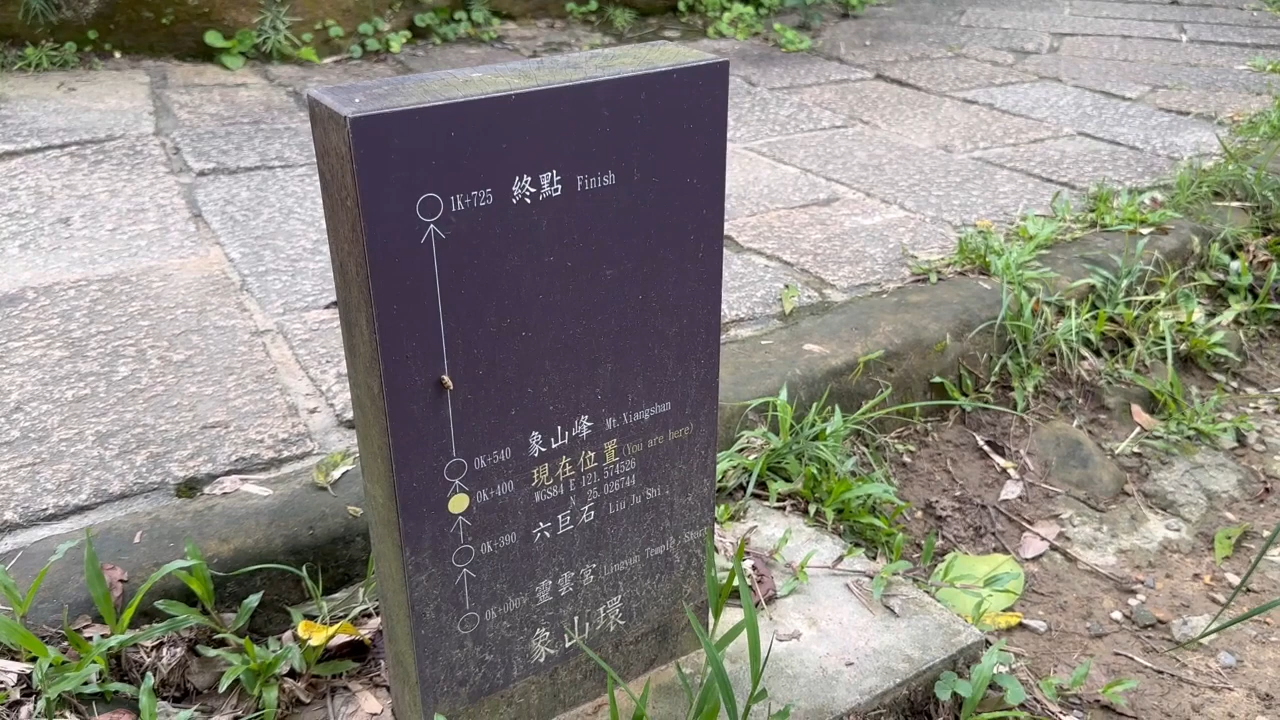 1K+725 終點 Finish
0K+540 象山峰 Mt.Xiangshan
0K+400 現在位置(You are here)
WGS84 E 121.574526
N 25.026744
0K+390 六巨石 Liu Ju Shi
0K+000 靈雲宮 Lingyun Temple Start
象山環